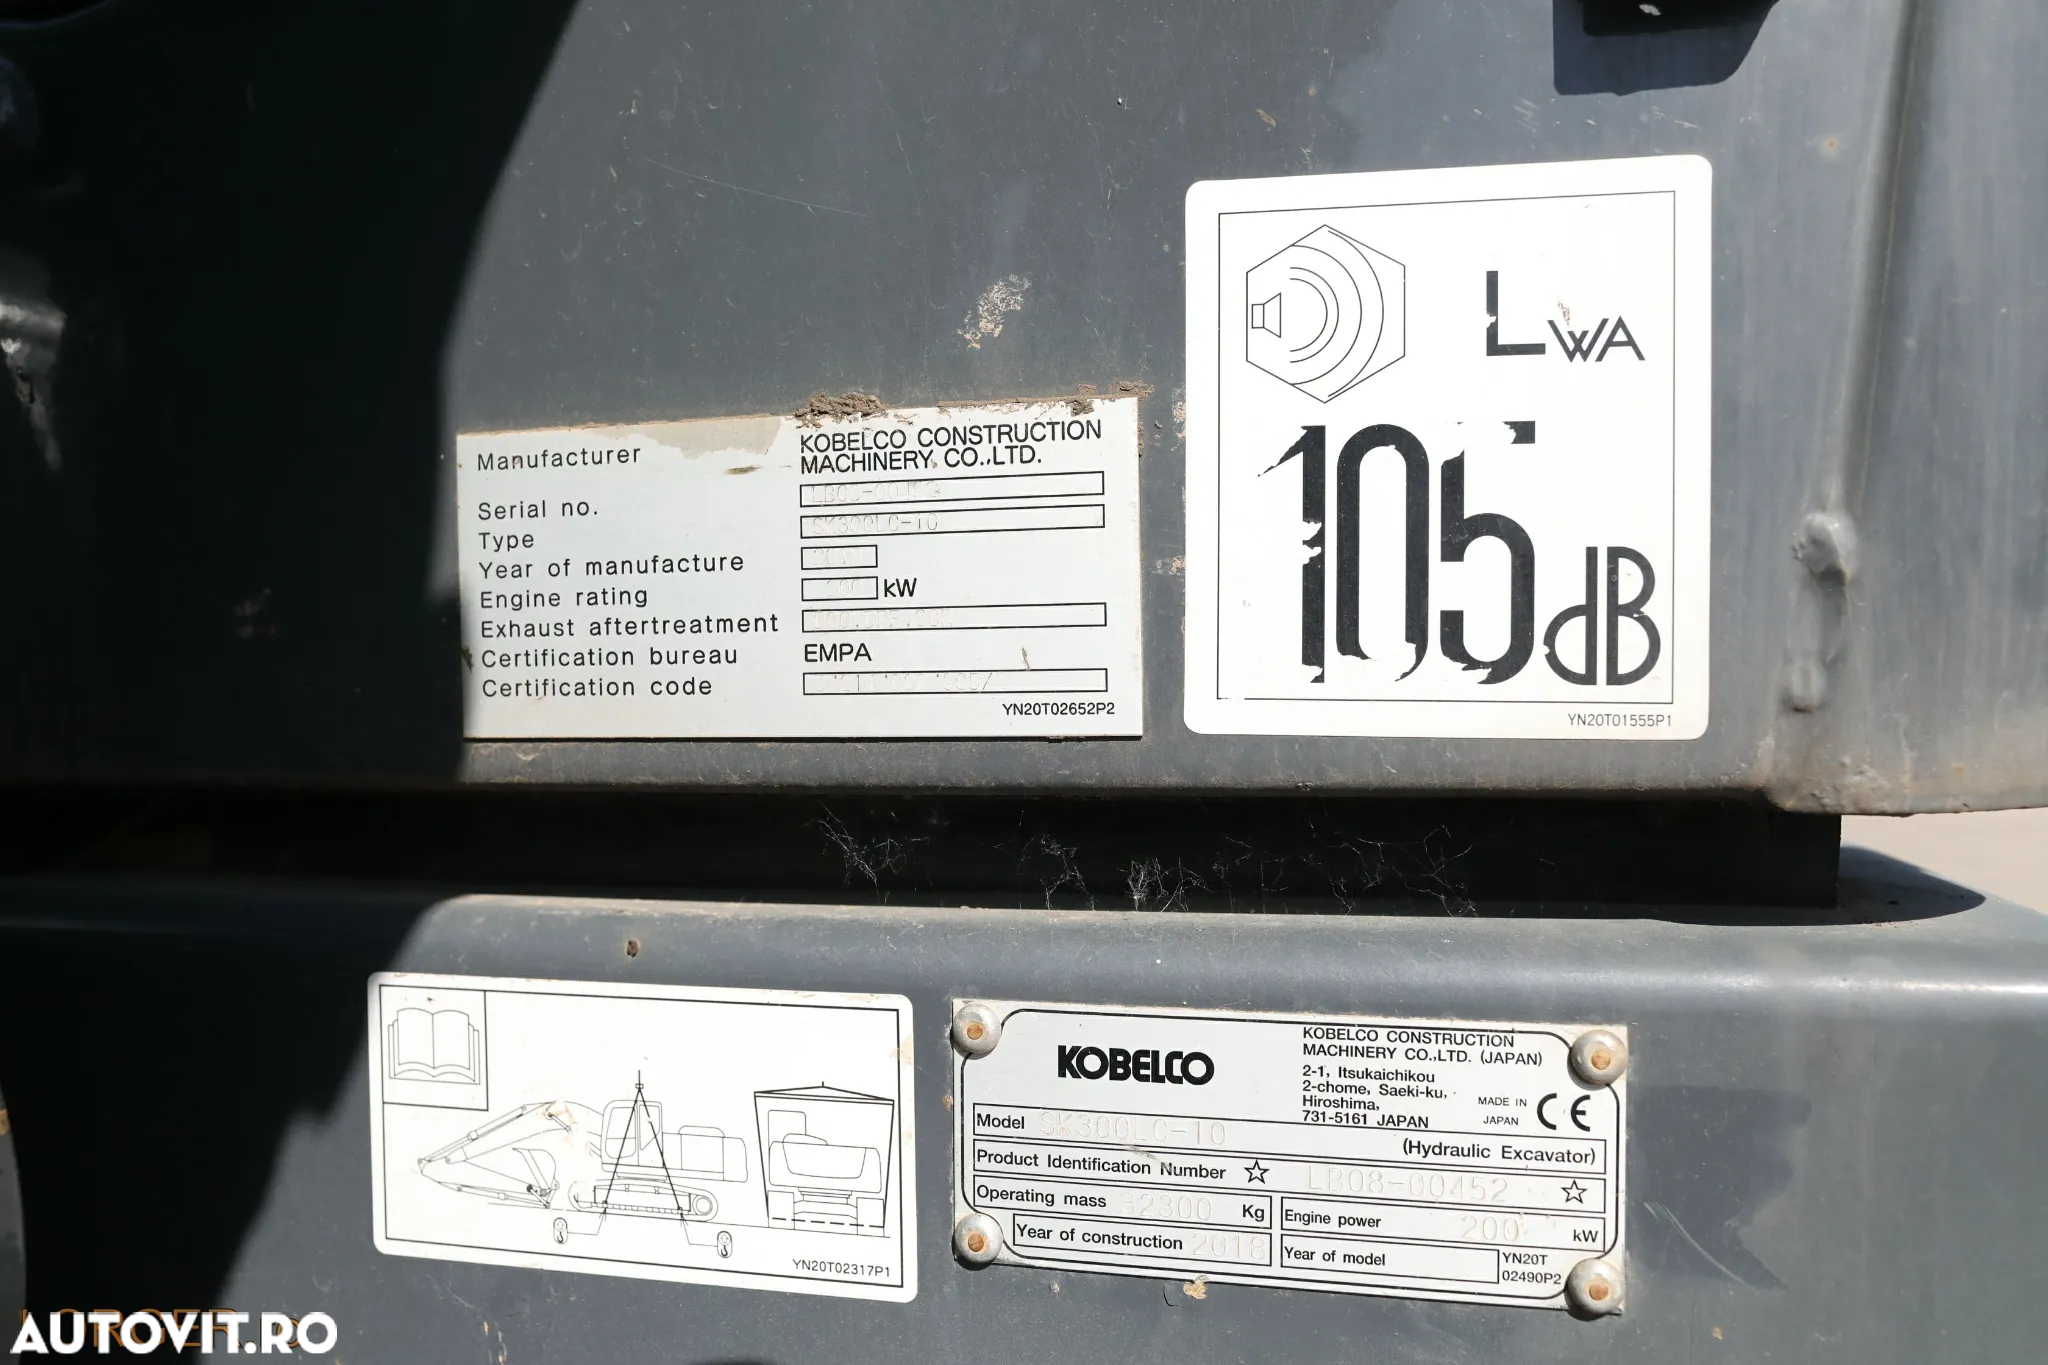 Manufacturer KOBELCO CONSTRUCTION
MACHINERY CO.,LTD.
Serial no.
Type SK300LC-10
Year of manufacture
Engine rating 200 kW
Exhaust aftertreatment
Certification bureau EMPA
Certification code
YN20T02652P2
LWA
105 dB
YN20T01555P1
YN20T02317P1
KOBELCO
KOBELCO CONSTRUCTION
MACHINERY CO.,LTD. (JAPAN)
2-1, Itsukaichikou
2-chome, Saeki-ku,
Hiroshima,
731-5161 JAPAN
MADE IN
JAPAN
CE
Model SK300LC-10 (Hydraulic Excavator)
Product Identification Number ☆ LB08-00452 ☆
Operating mass 32300 Kg
Engine power 200 kW
Year of construction 2018
Year of model
YN20T
02490P2
AUTOVIT.RO